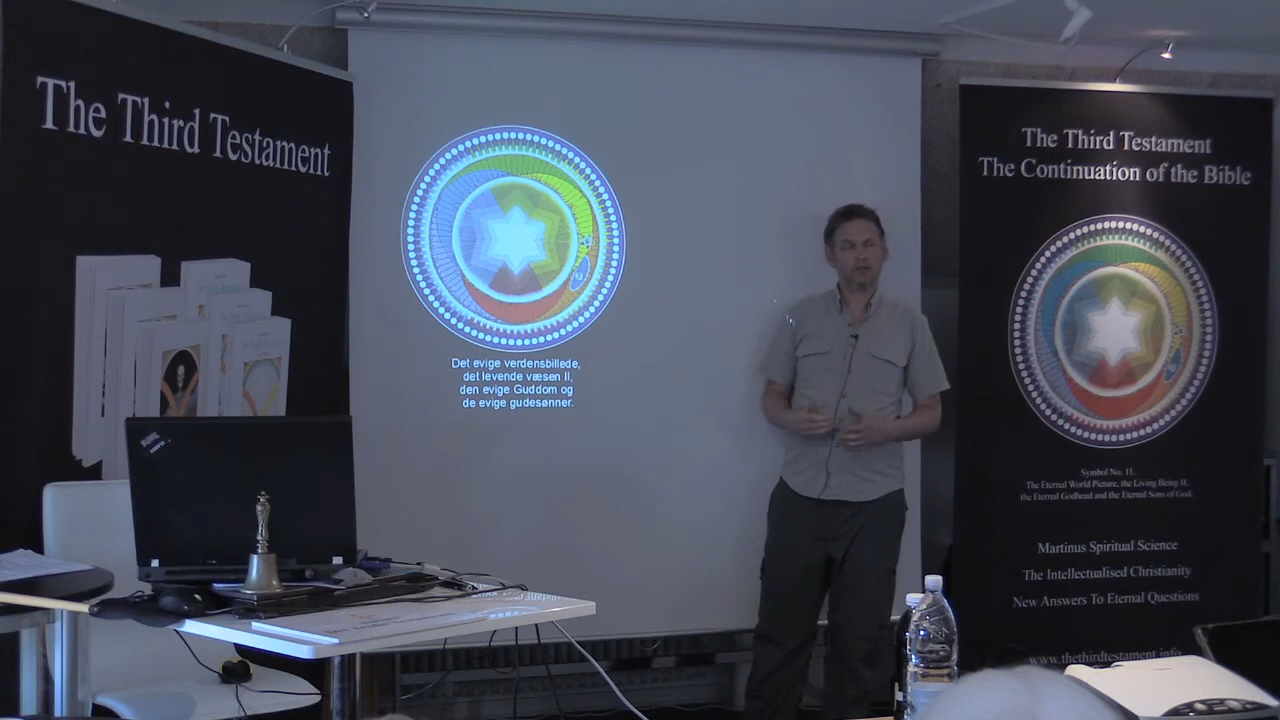 The Third Testament
Det evige verdensbillede,
det levende væsen II,
den evige Guddom og
de evige gudesønner.
The Third Testament
The Continuation of the Bible
Symbol No. 11.
The Eternal World Picture, the Living Being II,
the Eternal Godhead and the Eternal Sons of God.
Martinus Spiritual Science
The Intellectualised Christianity
New Answers To Eternal Questions
www.thethirdtestament.info